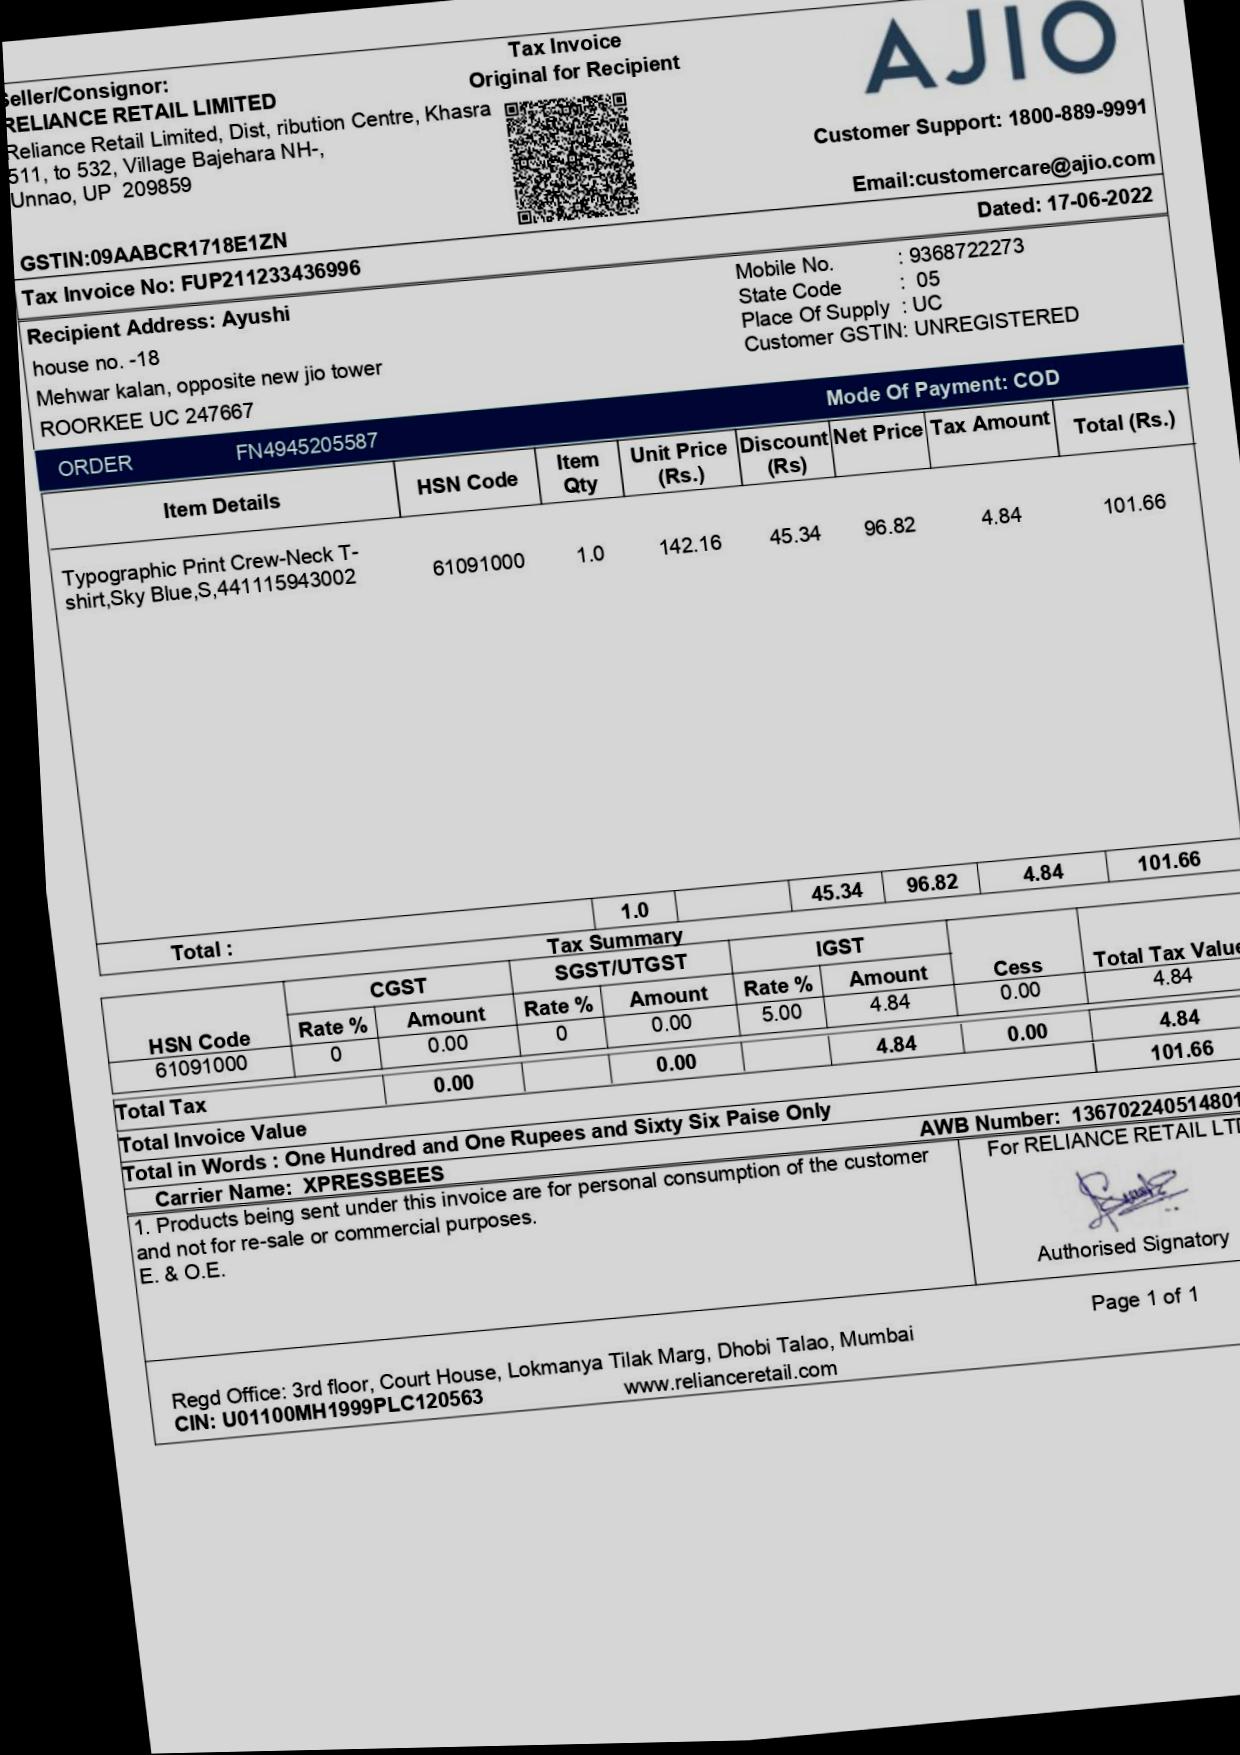 Tax Invoice
Original for Recipient
AJIO
Seller/Consignor:
RELIANCE RETAIL LIMITED
Reliance Retail Limited, Dist, ribution Centre, Khasra
511, to 532, Village Bajehara NH-,
Unnao, UP 209859
Customer Support: 1800-889-9991
Email:customercare@ajio.com
GSTIN:09AABCR1718E1ZN
Tax Invoice No: FUP211233436996 Dated: 17-06-2022
Recipient Address: Ayushi
house no. -18
Mehwar kalan, opposite new jio tower
ROORKEE UC 247667
Mobile No. : 9368722273
State Code : 05
Place Of Supply : UC
Customer GSTIN: UNREGISTERED
ORDER FN4945205587 Mode Of Payment: COD
Item Details HSN Code Item Qty Unit Price (Rs.) Discount (Rs) Net Price Tax Amount Total (Rs.)
Typographic Print Crew-Neck T- 61091000 1.0 142.16 45.34 96.82 4.84 101.66
shirt,Sky Blue,S,441115943002
Total : 1.0 45.34 96.82 4.84 101.66
Tax Summary
HSN Code CGST SGST/UTGST IGST Cess Total Tax Value
Rate % Amount Rate % Amount Rate % Amount
61091000 0 0.00 0 0.00 5.00 4.84 0.00 4.84
Total Tax 0.00 0.00 4.84 0.00 4.84
Total Invoice Value 101.66
Total in Words : One Hundred and One Rupees and Sixty Six Paise Only
Carrier Name: XPRESSBEES AWB Number: 136702240514801
1. Products being sent under this invoice are for personal consumption of the customer
and not for re-sale or commercial purposes.
E. & O.E.
For RELIANCE RETAIL LTD
Authorised Signatory
Page 1 of 1
Regd Office: 3rd floor, Court House, Lokmanya Tilak Marg, Dhobi Talao, Mumbai
CIN: U01100MH1999PLC120563 www.relianceretail.com